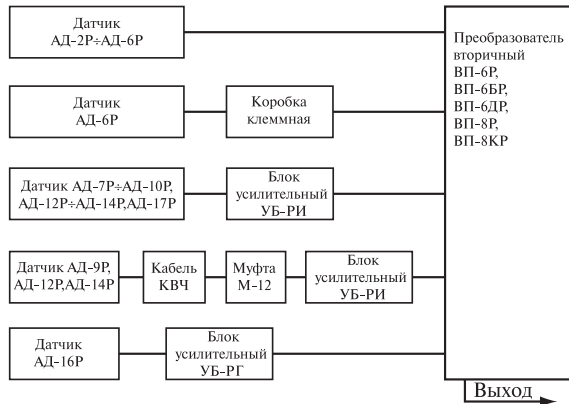 Датчик
АД-2Р÷АД-6Р
Преобразователь
вторичный
ВП-6Р,
ВП-6БР,
ВП-6ДР,
ВП-8Р,
ВП-8КР
Датчик
АД-6Р
Коробка
клеммная
Датчик АД-7Р÷АД-10Р,
АД-12Р÷АД-14Р,АД-17Р
Блок
усилительный
УБ-РИ
Датчик АД-9Р,
АД-12Р,АД-14Р
Кабель
КВЧ
Муфта
М-12
Блок
усилительный
УБ-РИ
Датчик
АД-16Р
Блок
усилительный
УБ-РГ
Выход